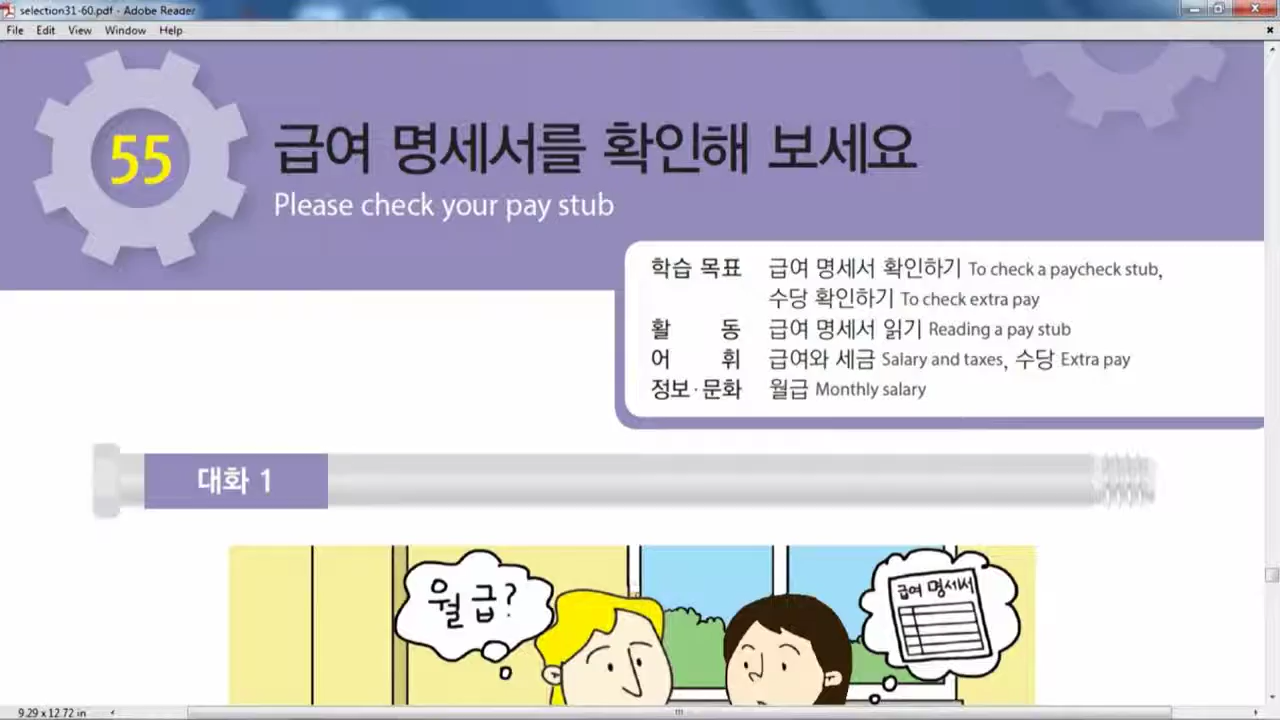 selection31-60.pdf - Adobe Reader
File Edit View Window Help
55
급여 명세서를 확인해 보세요
Please check your pay stub
학습 목표 급여 명세서 확인하기 To check a paycheck stub,
수당 확인하기 To check extra pay
활 동 급여 명세서 읽기 Reading a pay stub
어 휘 급여와 세금 Salary and taxes, 수당 Extra pay
정보·문화 월급 Monthly salary
대화 1
월급?
급여 명세서
9.29 x 12.72 in